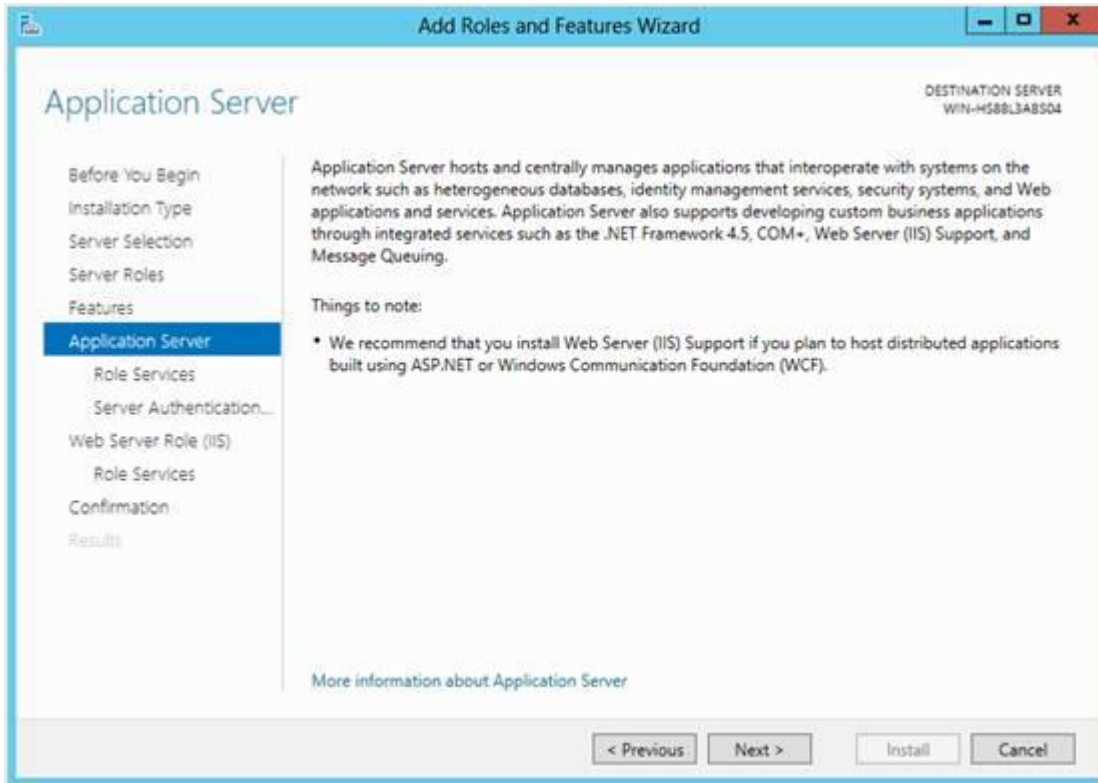 Add Roles and Features Wizard
Application Server
DESTINATION SERVER
WIN-HS88L3ABS04
Before You Begin
Installation Type
Server Selection
Server Roles
Features
Application Server
Role Services
Server Authentication...
Web Server Role (IIS)
Role Services
Confirmation
Results
Application Server hosts and centrally manages applications that interoperate with systems on the
network such as heterogeneous databases, identity management services, security systems, and Web
applications and services. Application Server also supports developing custom business applications
through integrated services such as the .NET Framework 4.5, COM+, Web Server (IIS) Support, and
Message Queuing.
Things to note:
• We recommend that you install Web Server (IIS) Support if you plan to host distributed applications
built using ASP.NET or Windows Communication Foundation (WCF).
More information about Application Server
< Previous
Next >
Install
Cancel